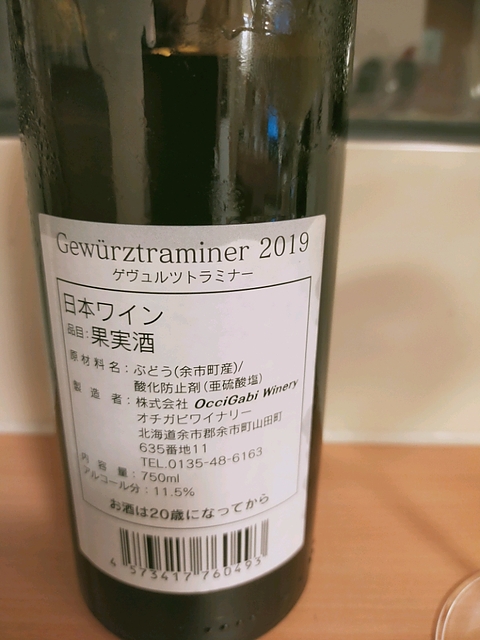 Gewürztraminer 2019
ゲヴュルツトラミナー
日本ワイン
品目:果実酒
原材料名:ぶどう(余市町産)/
酸化防止剤(亜硫酸塩)
製造者:株式会社 OcciGabi Winery
オチガビワイナリー
北海道余市郡余市町山田町
635番地11
TEL.0135-48-6163
内容量:750ml
アルコール分:11.5%
お酒は20歳になってから
4573417760493